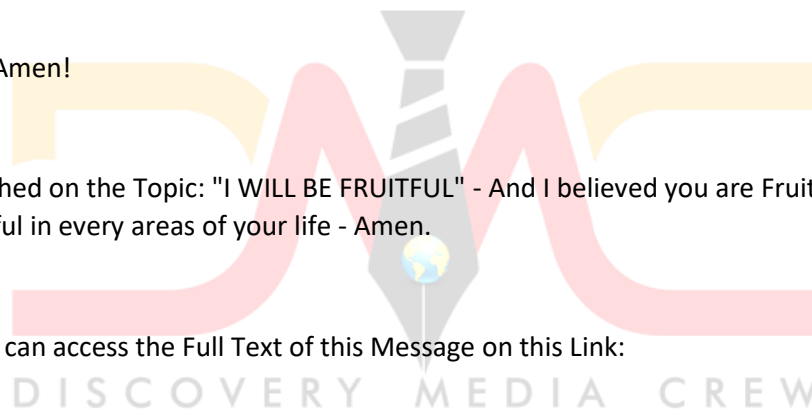 Amen!
hed on the Topic: "I WILL BE FRUITFUL" - And I believed you are Fruit
ful in every areas of your life - Amen.
can access the Full Text of this Message on this Link:
DMC
DISCOVERY MEDIA CREW